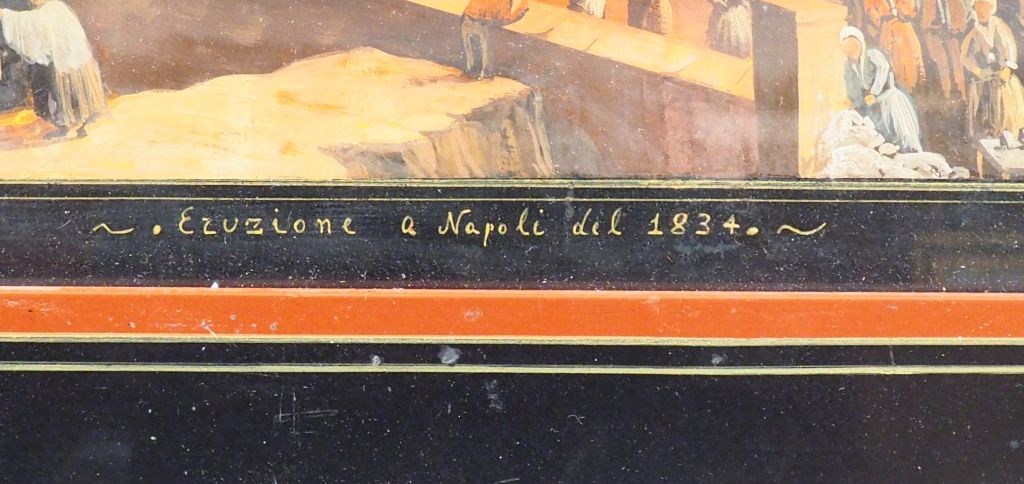 ~ . Eruzione a Napoli del 1834. ~